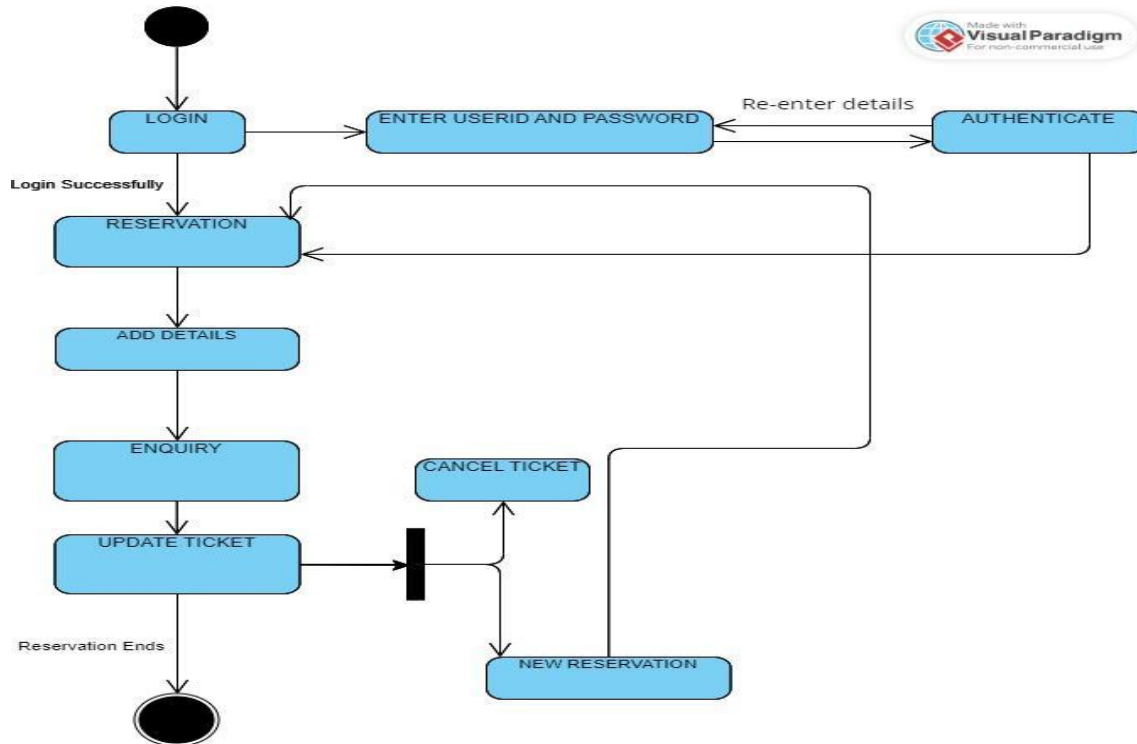 Made with
Visual Paradigm
For non-commercial use
Re-enter details
LOGIN
ENTER USERID AND PASSWORD
AUTHENTICATE
Login Successfully
RESERVATION
ADD DETAILS
ENQUIRY
CANCEL TICKET
UPDATE TICKET
Reservation Ends
NEW RESERVATION